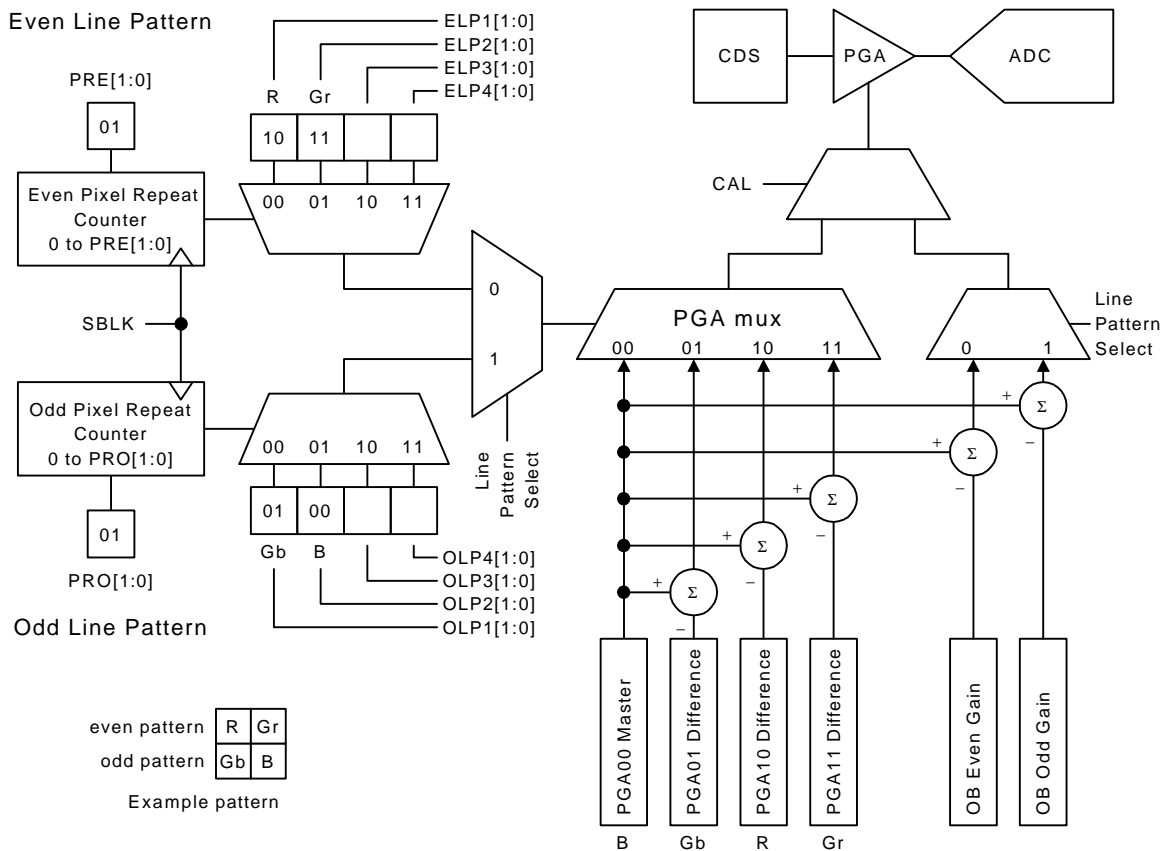 Even Line Pattern
ELP1[1:0]
ELP2[1:0]
ELP3[1:0]
ELP4[1:0]
PRE[1:0]
01
R Gr
10 11
00 01 10 11
Even Pixel Repeat
Counter
0 to PRE[1:0]
SBLK
Odd Pixel Repeat
Counter
0 to PRO[1:0]
00 01 10 11
01 00
Gb B
01
PRO[1:0]
Odd Line Pattern
OLP4[1:0]
OLP3[1:0]
OLP2[1:0]
OLP1[1:0]
0
1
Line
Pattern
Select
CDS
PGA
ADC
CAL
PGA mux
00 01 10 11
0 1
Line
Pattern
Select
+ Σ −
+ Σ −
+ Σ −
+ Σ −
+ Σ −
PGA00 Master
PGA01 Difference
PGA10 Difference
PGA11 Difference
OB Even Gain
OB Odd Gain
B Gb R Gr
even pattern R Gr
odd pattern Gb B
Example pattern